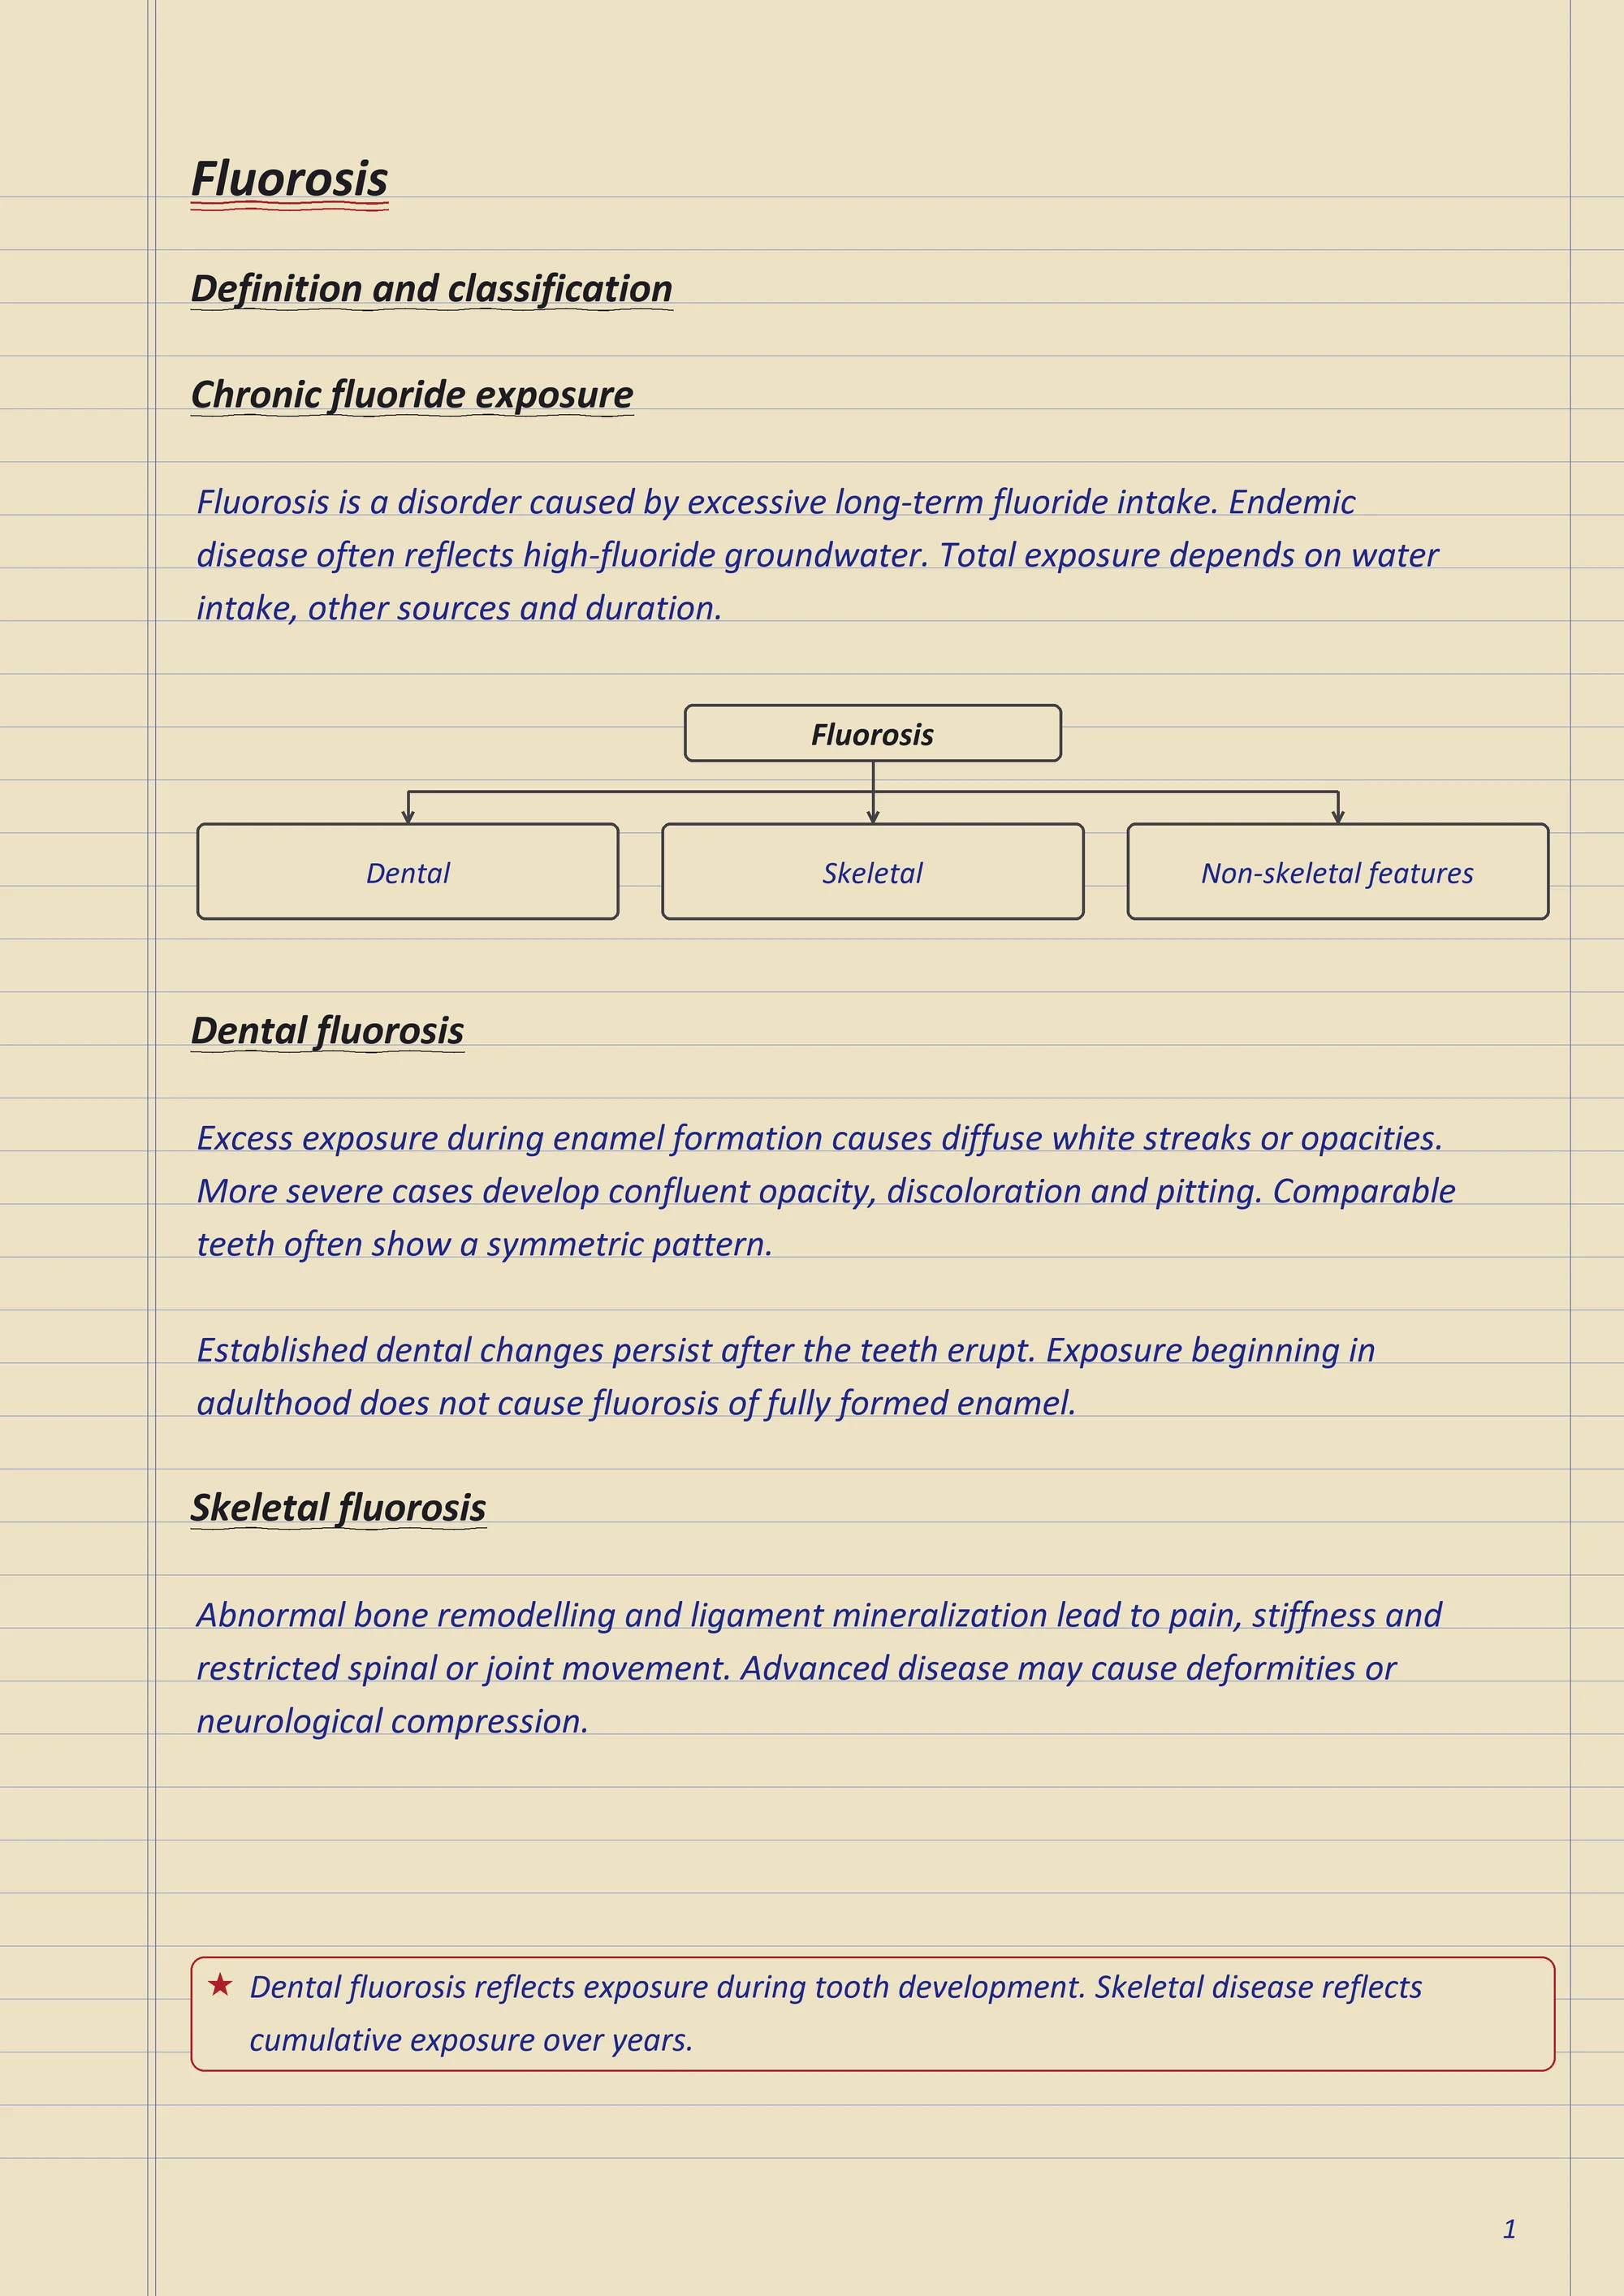 Fluorosis
Definition and classification
Chronic fluoride exposure
Fluorosis is a disorder caused by excessive long-term fluoride intake. Endemic
disease often reflects high-fluoride groundwater. Total exposure depends on water
intake, other sources and duration.
Fluorosis
Dental
Skeletal
Non-skeletal features
Dental fluorosis
Excess exposure during enamel formation causes diffuse white streaks or opacities.
More severe cases develop confluent opacity, discoloration and pitting. Comparable
teeth often show a symmetric pattern.
Established dental changes persist after the teeth erupt. Exposure beginning in
adulthood does not cause fluorosis of fully formed enamel.
Skeletal fluorosis
Abnormal bone remodelling and ligament mineralization lead to pain, stiffness and
restricted spinal or joint movement. Advanced disease may cause deformities or
neurological compression.
★ Dental fluorosis reflects exposure during tooth development. Skeletal disease reflects
cumulative exposure over years.
1